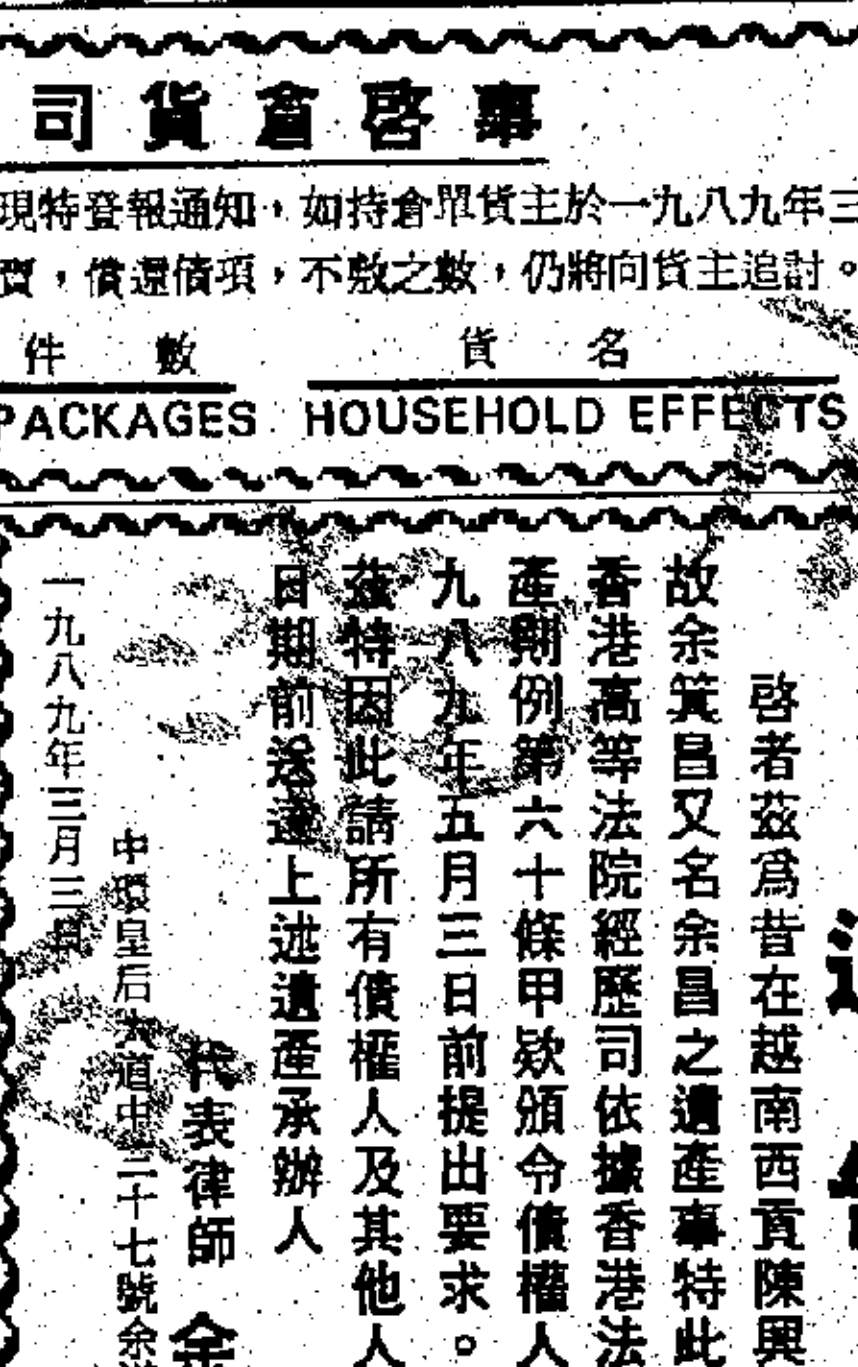 司貨倉啓事
現特登報通知，如持倉單貨主於一九八九年三
賣，償還債項，不敷之數，仍將向貨主追討。
件數 貨名
PACKAGES HOUSEHOLD EFFECTS
啓者茲爲昔在越南西貢陳興
故余箕昌又名余昌之遺產事特此
香港高等法院經歷司依據香港法
產則例第六十條甲欵頒令債權人
九八九年五月三日前提出要求。
茲特因此請所有債權人及其他人
日期前送達上述遺產承辦人
代表律師 余
中環皇后大道中三十七號余
一九八九年三月三日